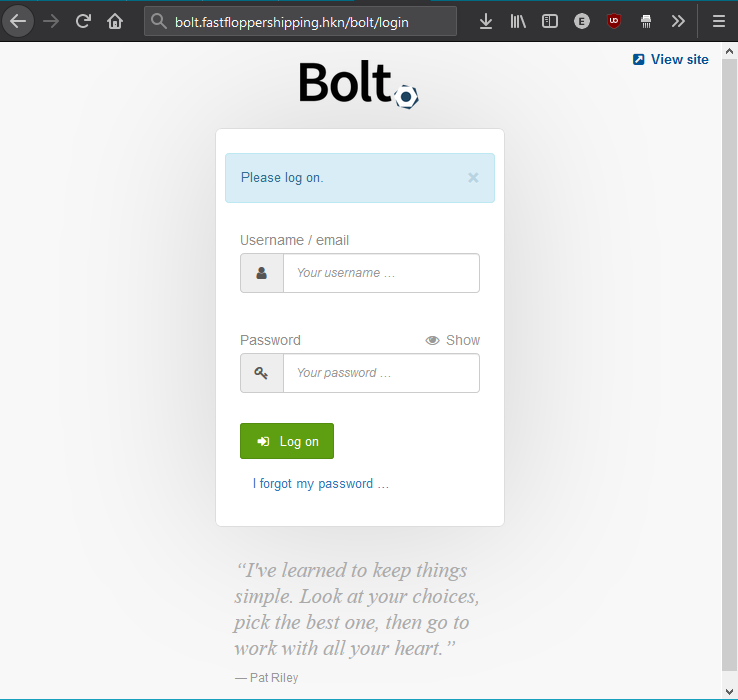 bolt.fastfloppershipping.hkn/bolt/login
E
UD
View site
Bolt
Please log on.
×
Username / email
Your username …
Password
Show
Your password …
Log on
I forgot my password …
“I've learned to keep things
simple. Look at your choices,
pick the best one, then go to
work with all your heart.”
— Pat Riley